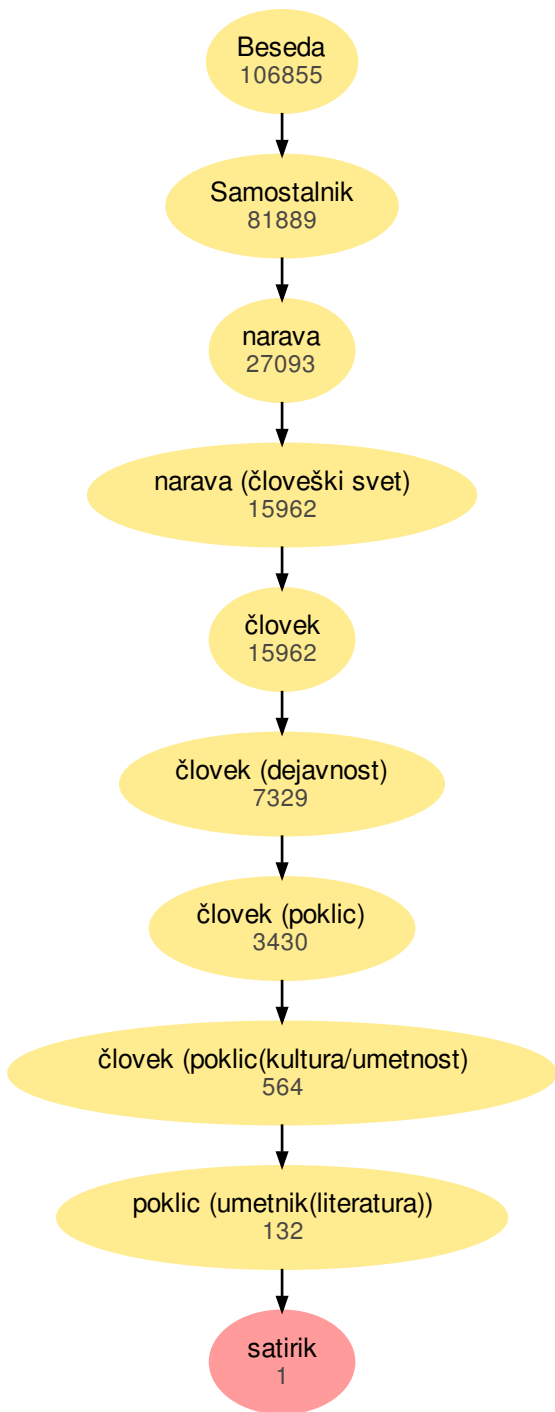 Beseda
106855
Samostalnik
81889
narava
27093
narava (človeški svet)
15962
človek
15962
človek (dejavnost)
7329
človek (poklic)
3430
človek (poklic(kultura/umetnost)
564
poklic (umetnik(literatura))
132
satirik
1